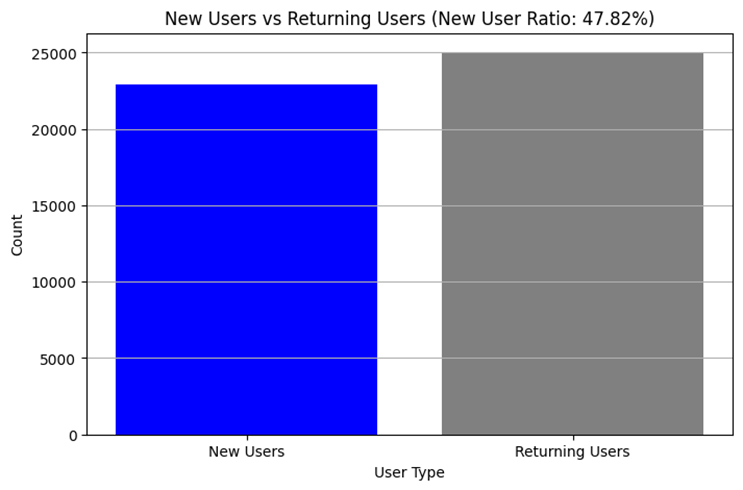 New Users vs Returning Users (New User Ratio: 47.82%)
25000
20000
15000
10000
5000
0
Count
New Users
Returning Users
User Type